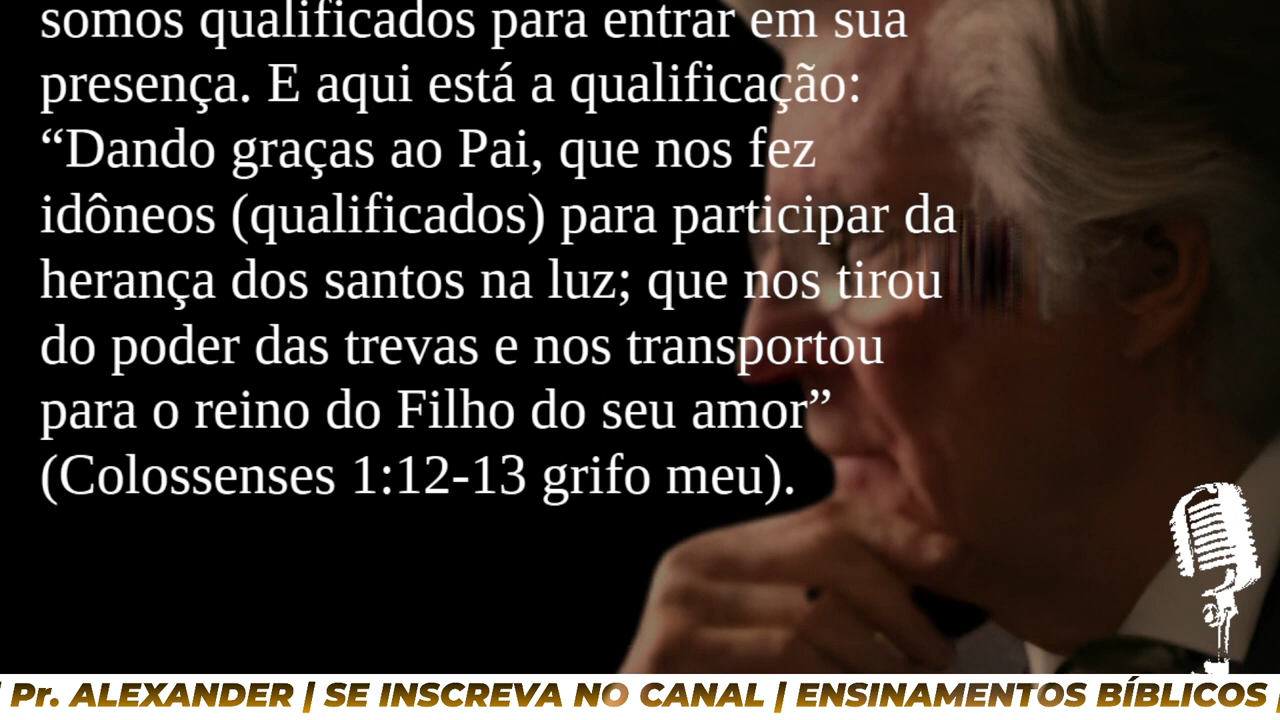 somos qualificados para entrar em sua
presença. E aqui está a qualificação:
“Dando graças ao Pai, que nos fez
idôneos (qualificados) para participar da
herança dos santos na luz; que nos tirou
do poder das trevas e nos transportou
para o reino do Filho do seu amor”
(Colossenses 1:12-13 grifo meu).
Pr. ALEXANDER | SE INSCREVA NO CANAL | ENSINAMENTOS BÍBLICOS |